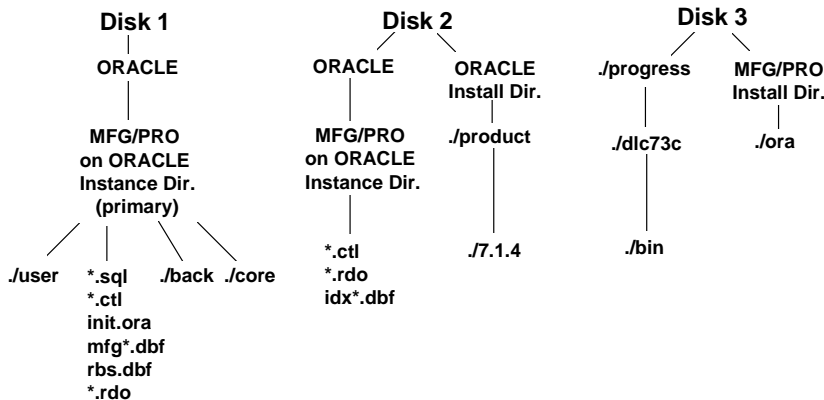 Disk 1
ORACLE
MFG/PRO
on ORACLE
Instance Dir.
(primary)
./user
*.sql
*.ctl
init.ora
mfg*.dbf
rbs.dbf
*.rdo
./back
./core
Disk 2
ORACLE
MFG/PRO
on ORACLE
Instance Dir.
*.ctl
*.rdo
idx*.dbf
ORACLE
Install Dir.
./product
./7.1.4
Disk 3
./progress
./dlc73c
./bin
MFG/PRO
Install Dir.
./ora